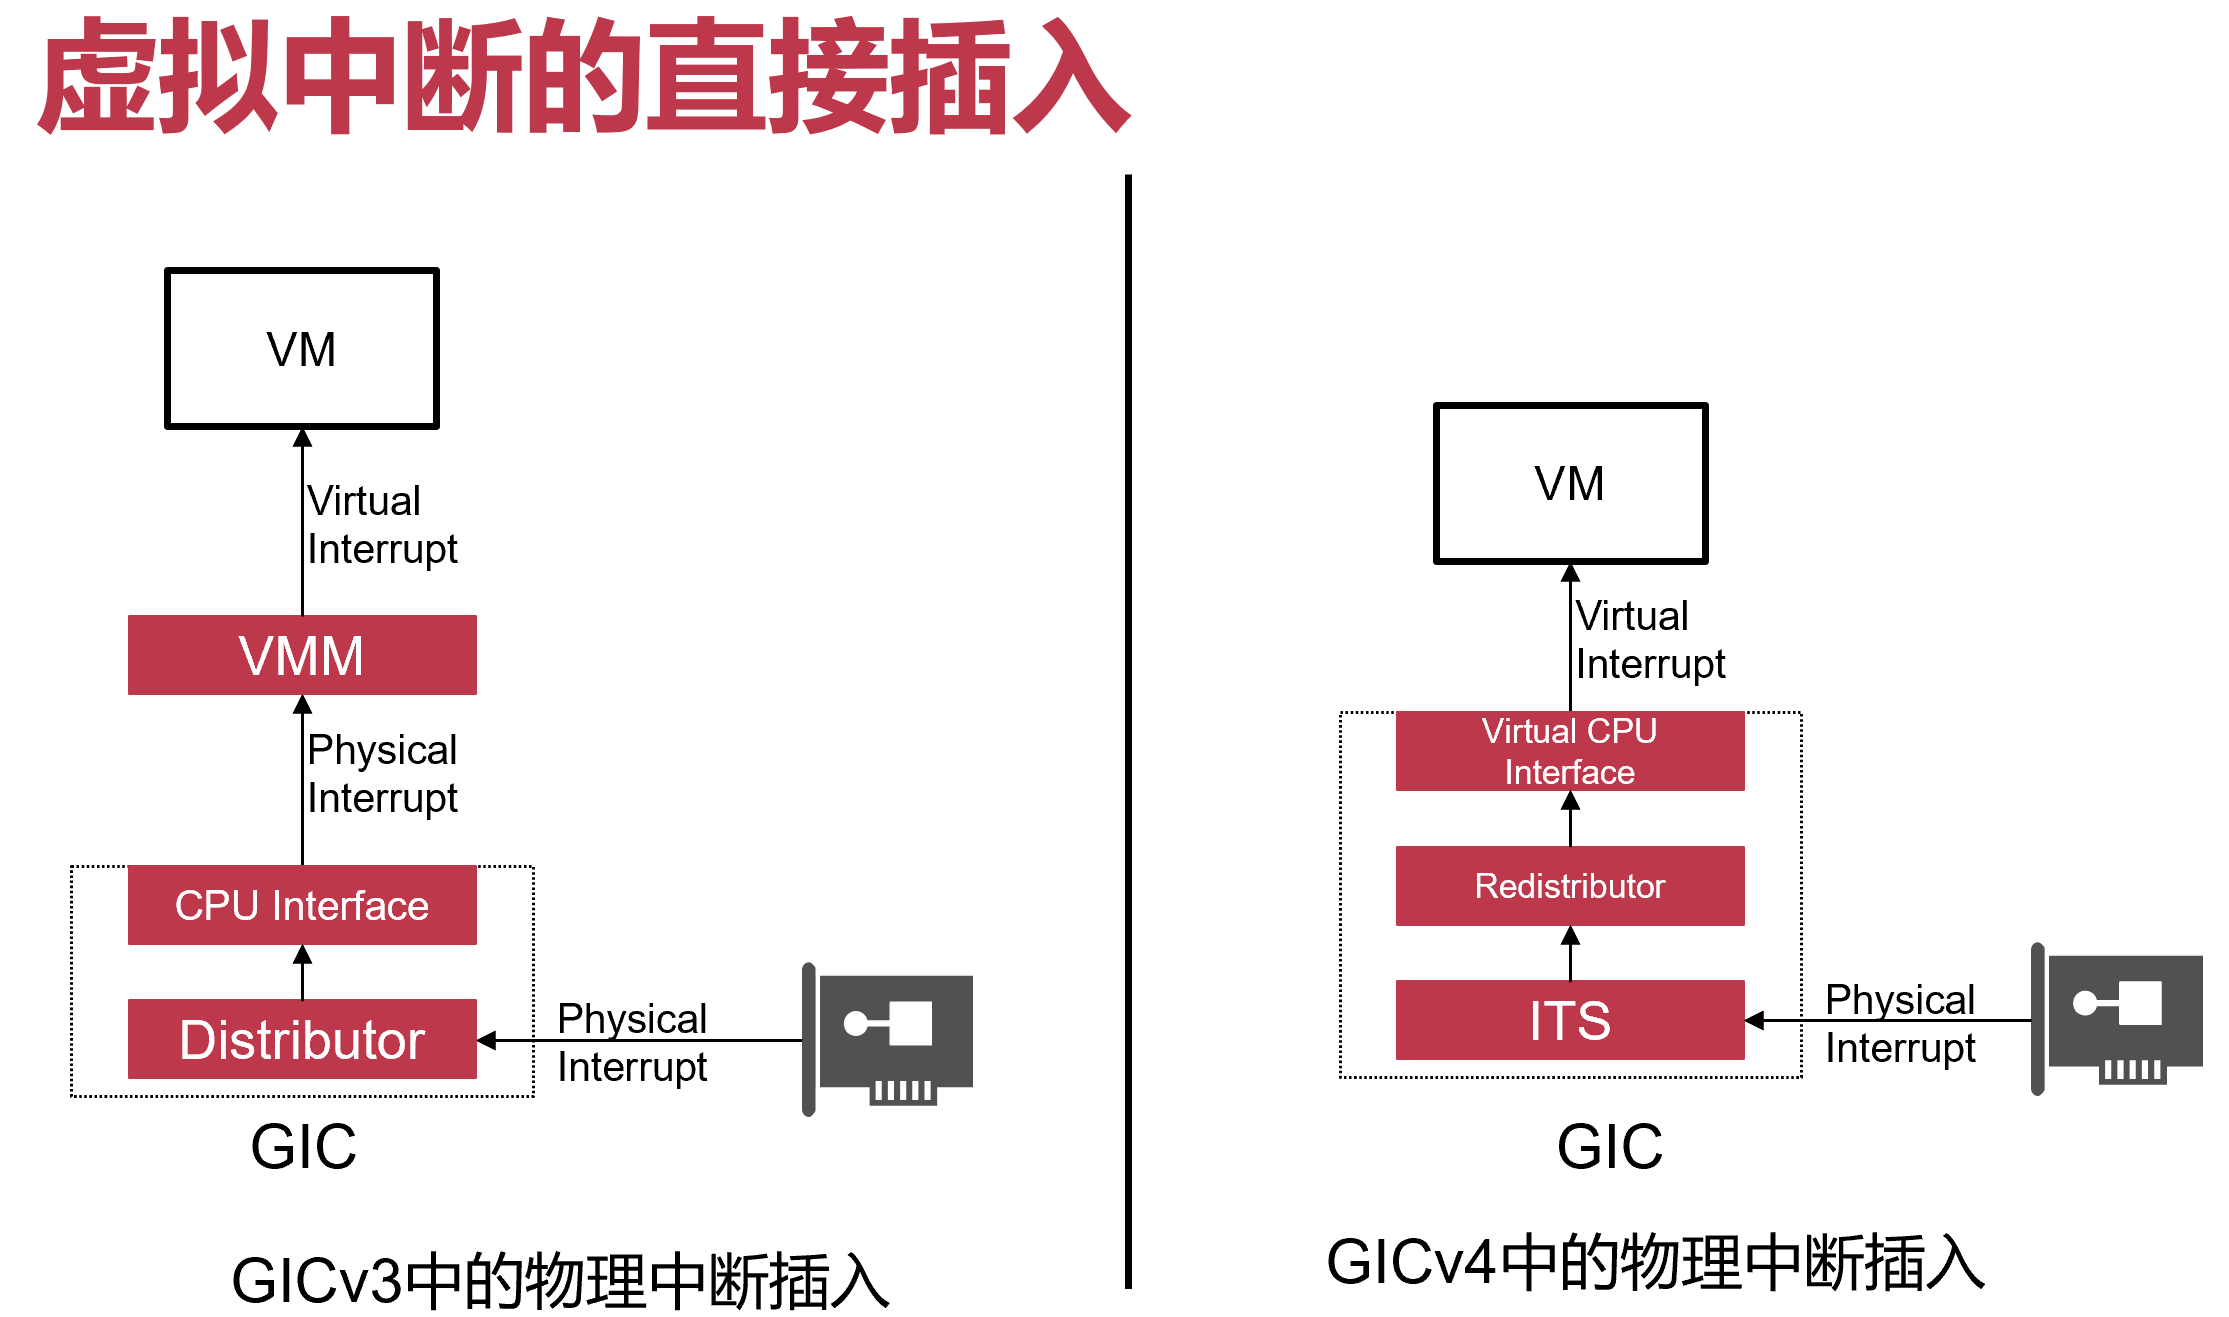 虚拟中断的直接插入
VM
Virtual
Interrupt
VMM
Physical
Interrupt
CPU Interface
Distributor
Physical
Interrupt
GIC
GICv3中的物理中断插入
VM
Virtual
Interrupt
Virtual CPU
Interface
Redistributor
ITS
Physical
Interrupt
GIC
GICv4中的物理中断插入